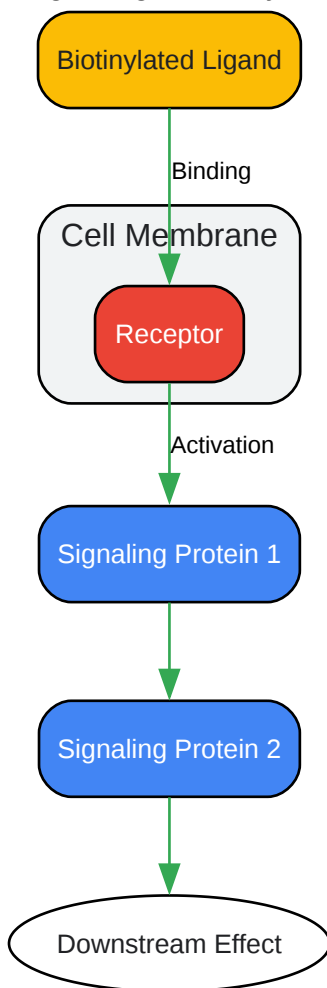 Biotinylated Ligand
Binding
Cell Membrane
Receptor
Activation
Signaling Protein 1
Signaling Protein 2
Downstream Effect